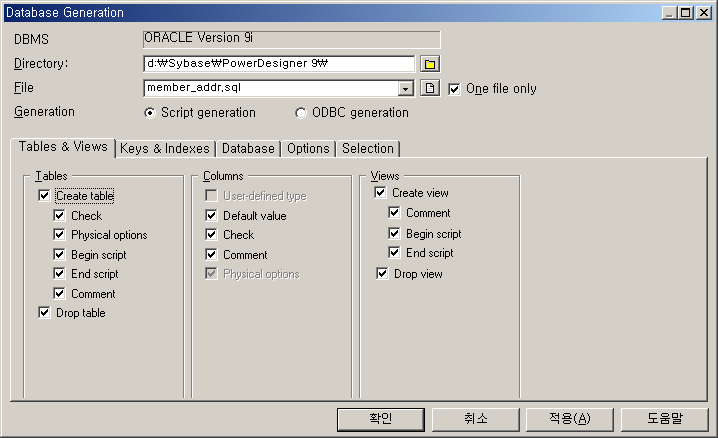 Database Generation
DBMS ORACLE Version 9i
Directory: d:₩Sybase₩PowerDesigner 9₩
File member_addr.sql One file only
Generation Script generation ODBC generation
Tables & Views Keys & Indexes Database Options Selection
Tables
Create table
Check
Physical options
Begin script
End script
Comment
Drop table
Columns
User-defined type
Default value
Check
Comment
Physical options
Views
Create view
Comment
Begin script
End script
Drop view
확인 취소 적용(A) 도움말